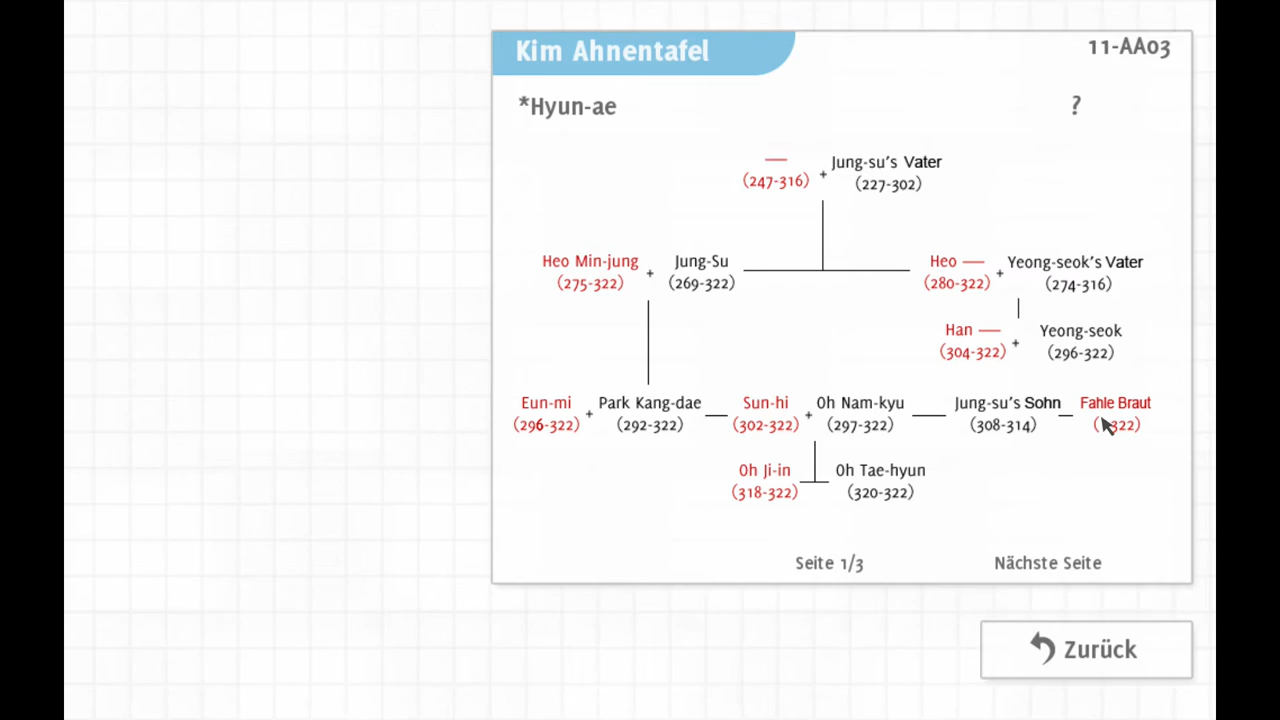 Kim Ahnentafel
11-AA03
*Hyun-ae
?
— Jung-su's Vater
(247-316) + (227-302)
Heo Min-jung Jung-Su Heo — Yeong-seok's Vater
(275-322) + (269-322) (280-322) + (274-316)
Han — Yeong-seok
(304-322) + (296-322)
Eun-mi Park Kang-dae Sun-hi Oh Nam-kyu Jung-su's Sohn Fahle Braut
(296-322) + (292-322) — (302-322) + (297-322) — (308-314) —
Oh Ji-in Oh Tae-hyun
(318-322) (320-322)
Seite 1/3 Nächste Seite
Zurück